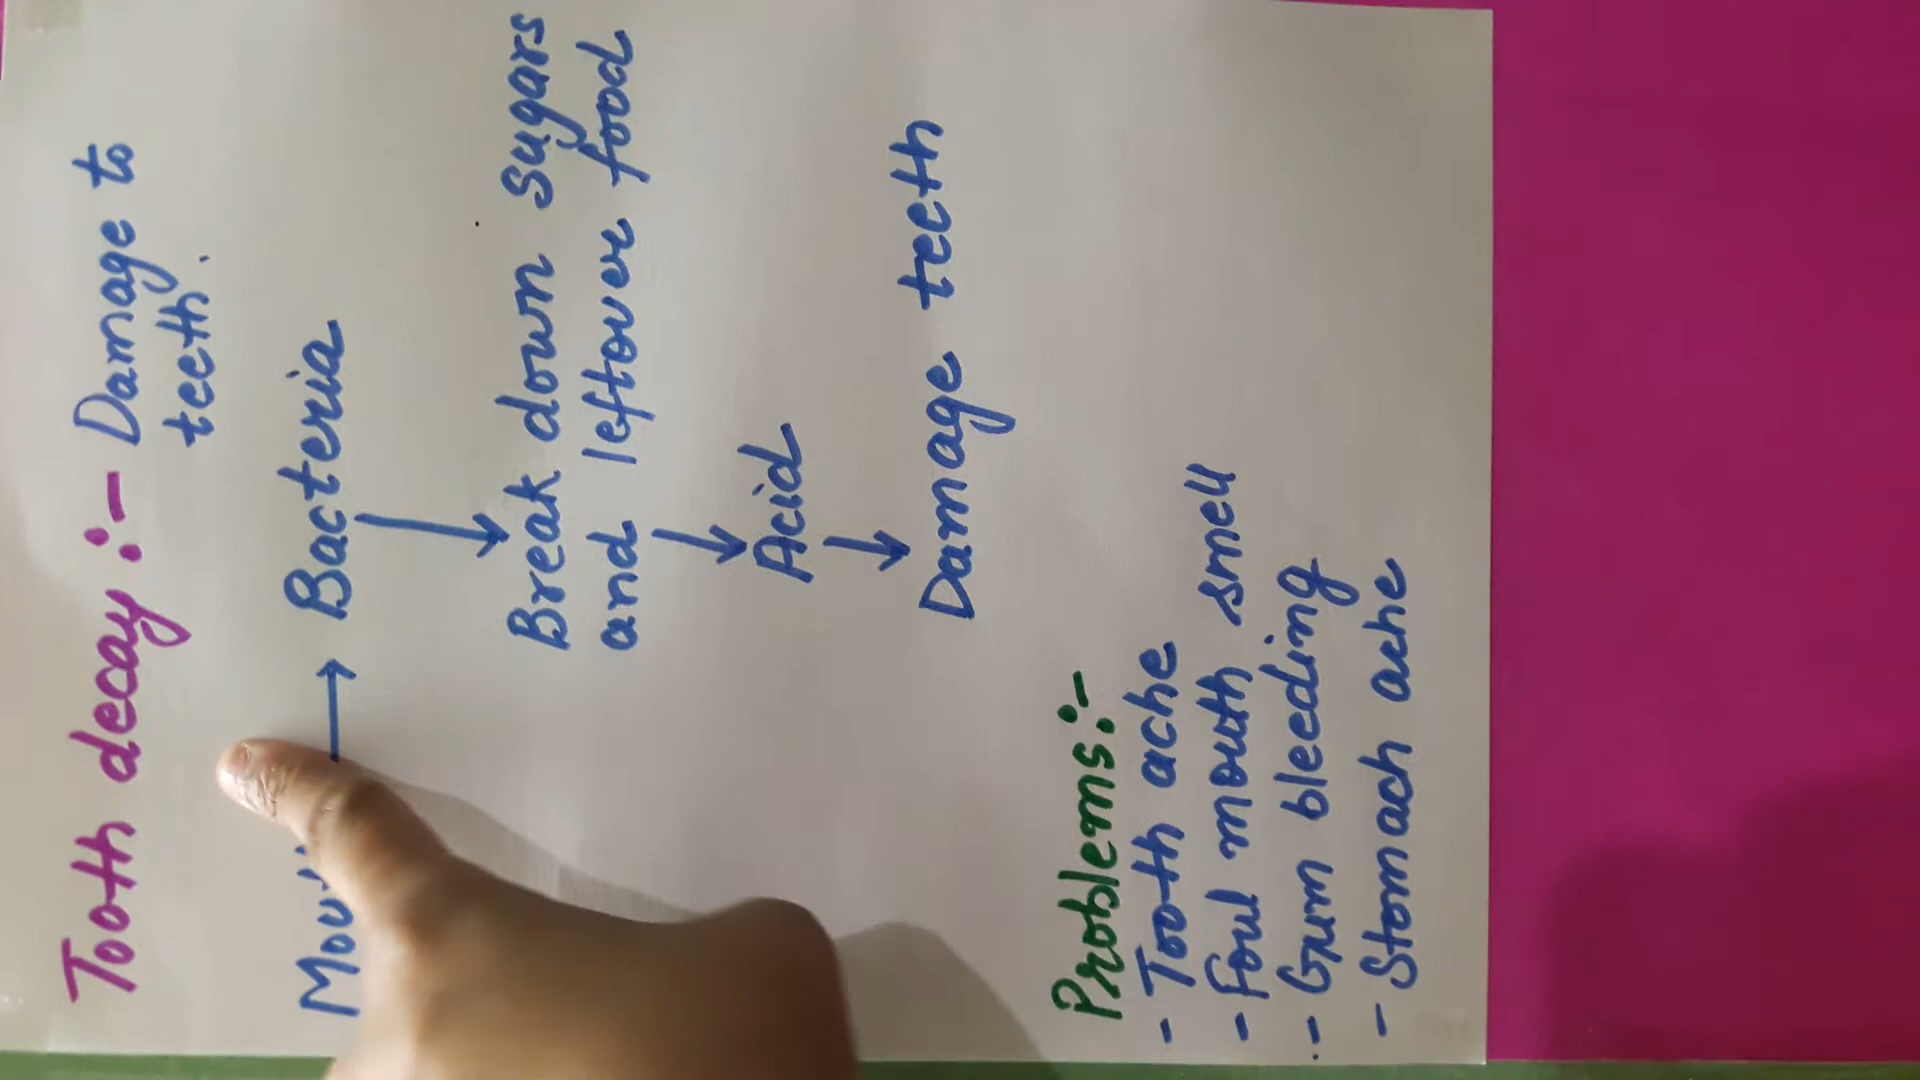 Tooth decay :- Damage to
teeth.
→ Bacteria
↓
Break down sugars
and leftover food
↓
Acid
↓
Damage teeth
Problems:-
- Tooth ache
- Foul mouth smell
- Gum bleeding
- Stomach ache